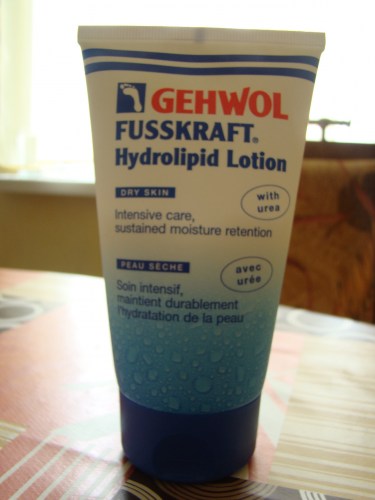 GEHWOL
FUSSKRAFT®
Hydrolipid Lotion
DRY SKIN
with
urea
Intensive care,
sustained moisture retention
PEAU SÈCHE
avec
urée
Soin intensif,
maintient durablement
l'hydratation de la peau